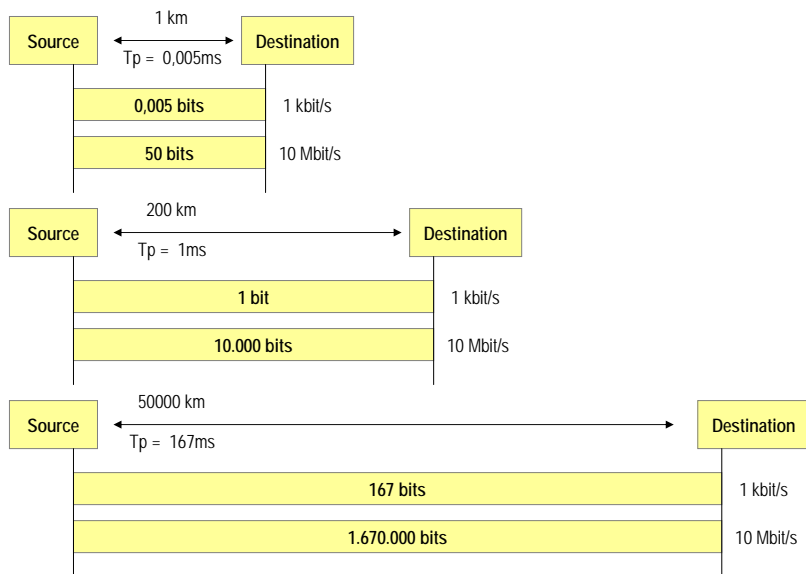 1 km
Source
Destination
Tp = 0,005ms
0,005 bits
1 kbit/s
50 bits
10 Mbit/s
200 km
Source
Destination
Tp = 1ms
1 bit
1 kbit/s
10.000 bits
10 Mbit/s
50000 km
Source
Destination
Tp = 167ms
167 bits
1 kbit/s
1.670.000 bits
10 Mbit/s